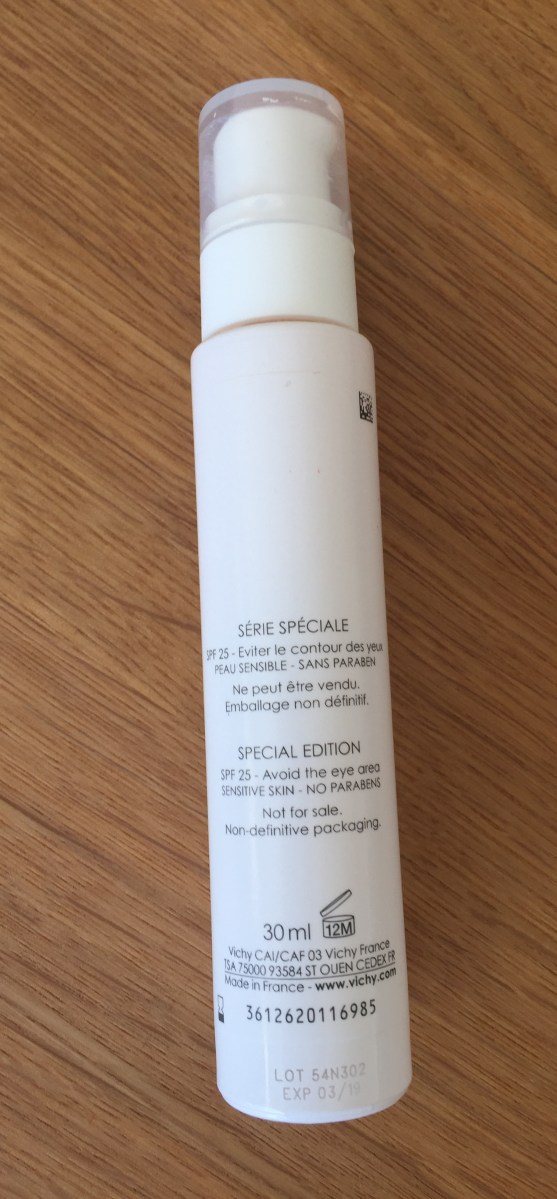 SÉRIE SPÉCIALE
SPF 25 - Eviter le contour des yeux
PEAU SENSIBLE - SANS PARABEN
Ne peut être vendu.
Emballage non définitif.
SPECIAL EDITION
SPF 25 - Avoid the eye area
SENSITIVE SKIN - NO PARABENS
Not for sale.
Non-definitive packaging.
30 ml 12M
Vichy CAI/CAF 03 Vichy France
TSA 75000 93584 ST OUEN CEDEX FR
Made in France - www.vichy.com
3612620116985
LOT 54N302
EXP 03/19